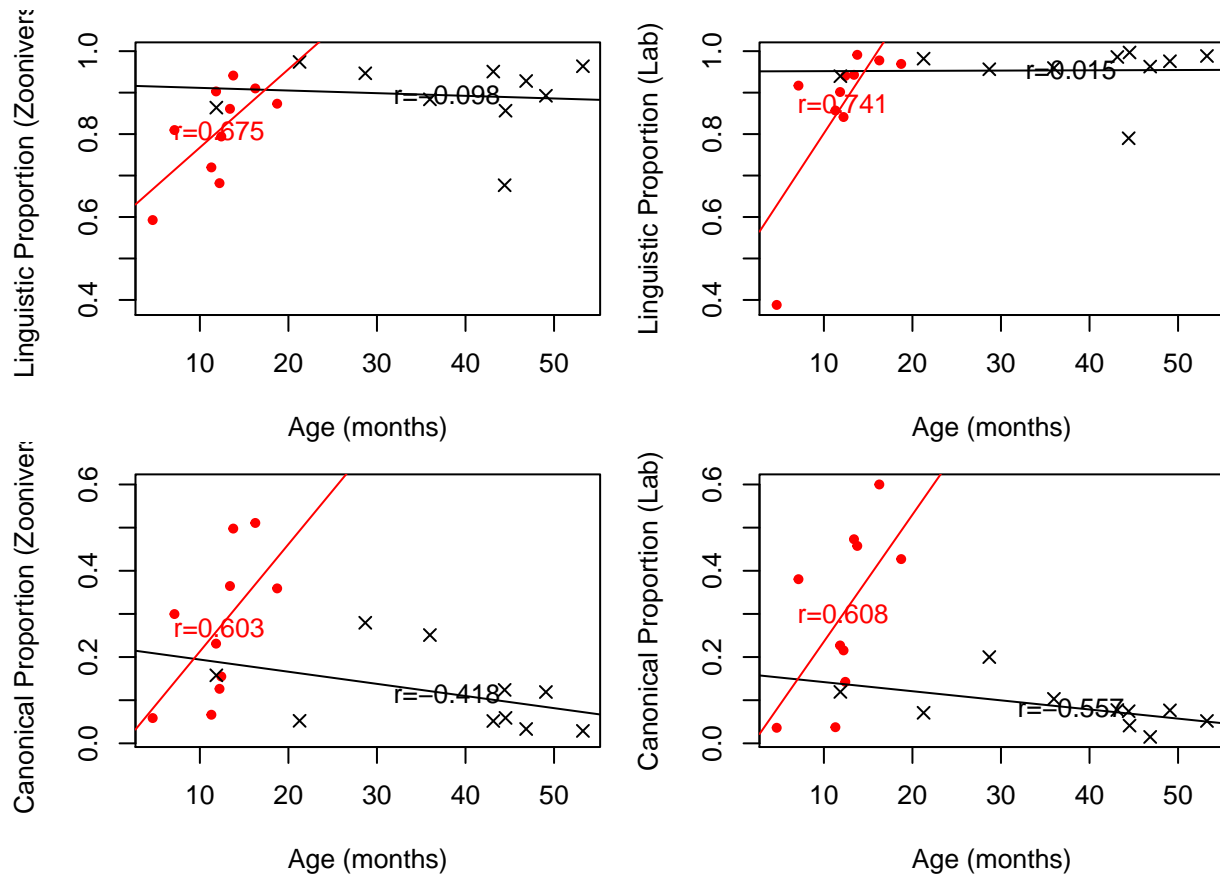 Linguistic Proportion (Zoonivers
1.0
0.8
0.6
0.4
r=0.675
r=−0.098
10 20 30 40 50
Age (months)
Linguistic Proportion (Lab)
1.0
0.8
0.6
0.4
r=0.741
r=0.015
10 20 30 40 50
Age (months)
Canonical Proportion (Zoonivers
0.6
0.4
0.2
0.0
r=0.603
r=−0.418
10 20 30 40 50
Age (months)
Canonical Proportion (Lab)
0.6
0.4
0.2
0.0
r=0.608
r=−0.557
10 20 30 40 50
Age (months)